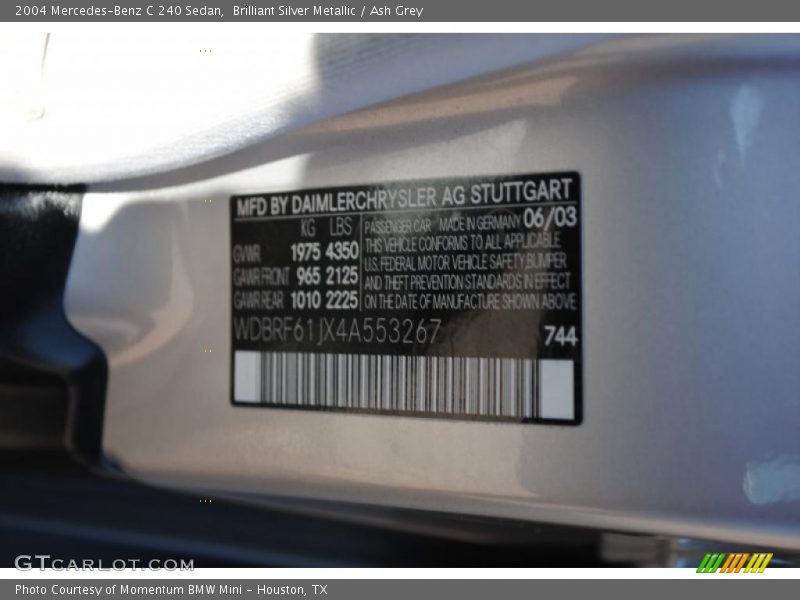 2004 Mercedes-Benz C 240 Sedan,  Brilliant Silver Metallic / Ash Grey
MFD BY DAIMLERCHRYSLER AG STUTTGART
KG LBS
GVWR 1975 4350
GAWR FRONT 965 2125
GAWR REAR 1010 2225
PASSENGER CAR MADE IN GERMANY 06/03
THIS VEHICLE CONFORMS TO ALL APPLICABLE
U.S. FEDERAL MOTOR VEHICLE SAFETY, BUMPER
AND THEFT PREVENTION STANDARDS IN EFFECT
ON THE DATE OF MANUFACTURE SHOWN ABOVE
WDBRF61JX4A553267 744
GTCARLOT.COM
Photo Courtesy of Momentum BMW Mini - Houston, TX